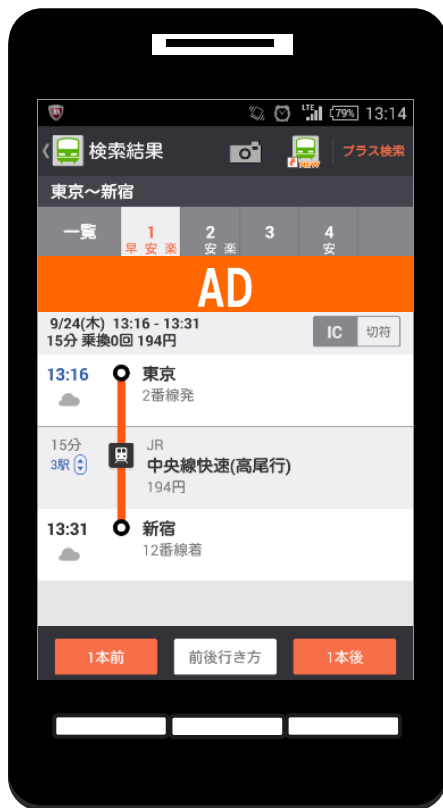 LTE 79% 13:14
検索結果 NEW プラス検索
東京～新宿
一覧 1 2 3 4
早 安 楽 安 楽 安
AD
9/24(木) 13:16 - 13:31
15分 乗換0回 194円
IC 切符
13:16 東京
2番線発
15分 JR
3駅 中央線快速(高尾行)
194円
13:31 新宿
12番線着
1本前 前後行き方 1本後